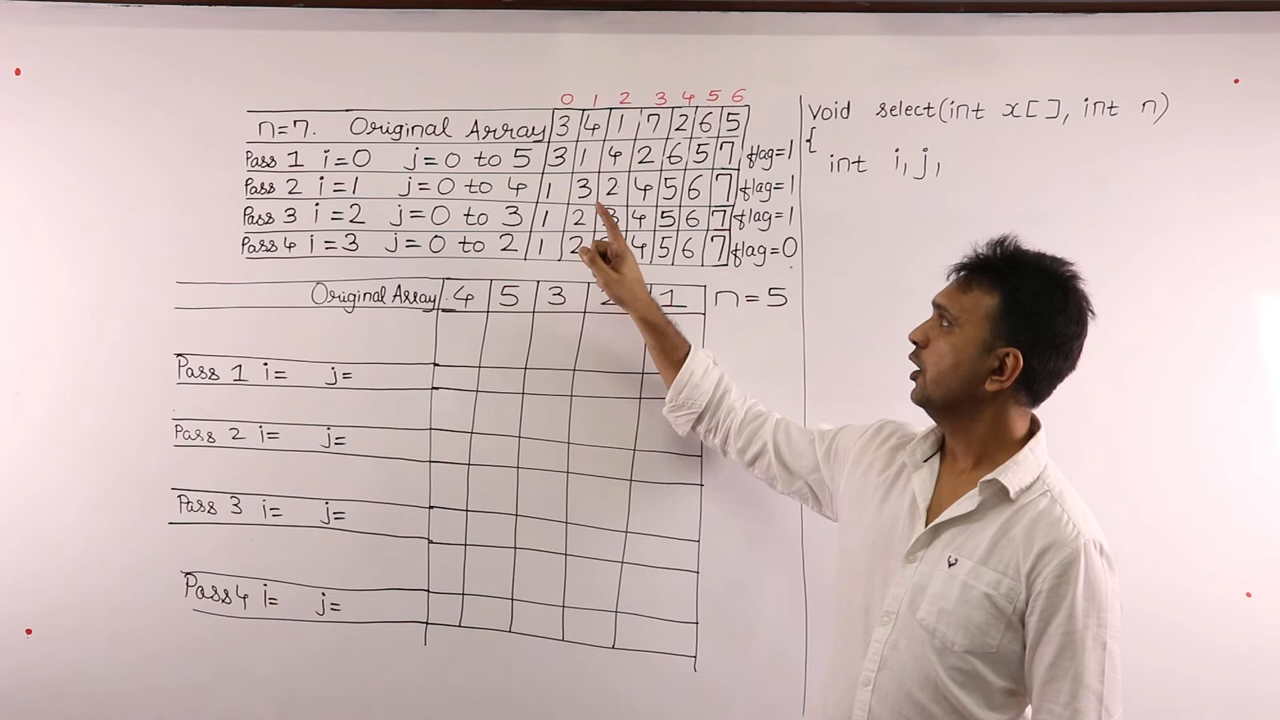 0 1 2 3 4 5 6
n=7. Original Array 3 4 1 7 2 6 5
Pass 1 i=0 j=0 to 5 3 1 4 2 6 5 7 flag=1
Pass 2 i=1 j=0 to 4 1 3 2 4 5 6 7 flag=1
Pass 3 i=2 j=0 to 3 1 2 3 4 5 6 7 flag=1
Pass 4 i=3 j=0 to 2 1 2 4 5 6 7 flag=0
Original Array 4 5 3 2 1 n=5
Pass 1 i= j=
Pass 2 i= j=
Pass 3 i= j=
Pass 4 i= j=
void select(int x[], int n)
{
int i, j,